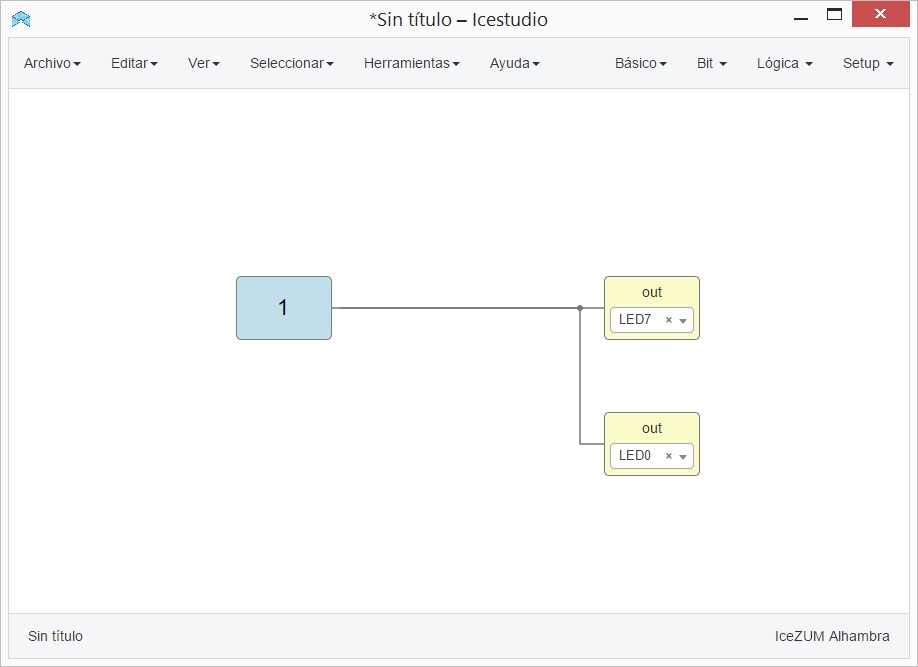 *Sin título – Icestudio
Archivo Editar Ver Seleccionar Herramientas Ayuda Básico Bit Lógica Setup
1
out
LED7 ×
out
LED0 ×
Sin título IceZUM Alhambra